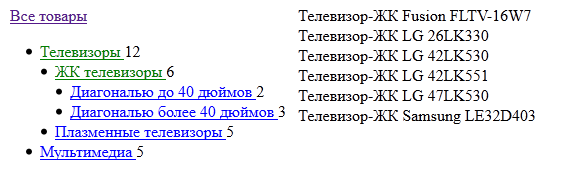 Все товары
Телевизоры 12
ЖК телевизоры 6
Диагональю до 40 дюймов 2
Диагональю более 40 дюймов 3
Плазменные телевизоры 5
Мультимедиа 5
Телевизор-ЖК Fusion FLTV-16W7
Телевизор-ЖК LG 26LK330
Телевизор-ЖК LG 42LK530
Телевизор-ЖК LG 42LK551
Телевизор-ЖК LG 47LK530
Телевизор-ЖК Samsung LE32D403